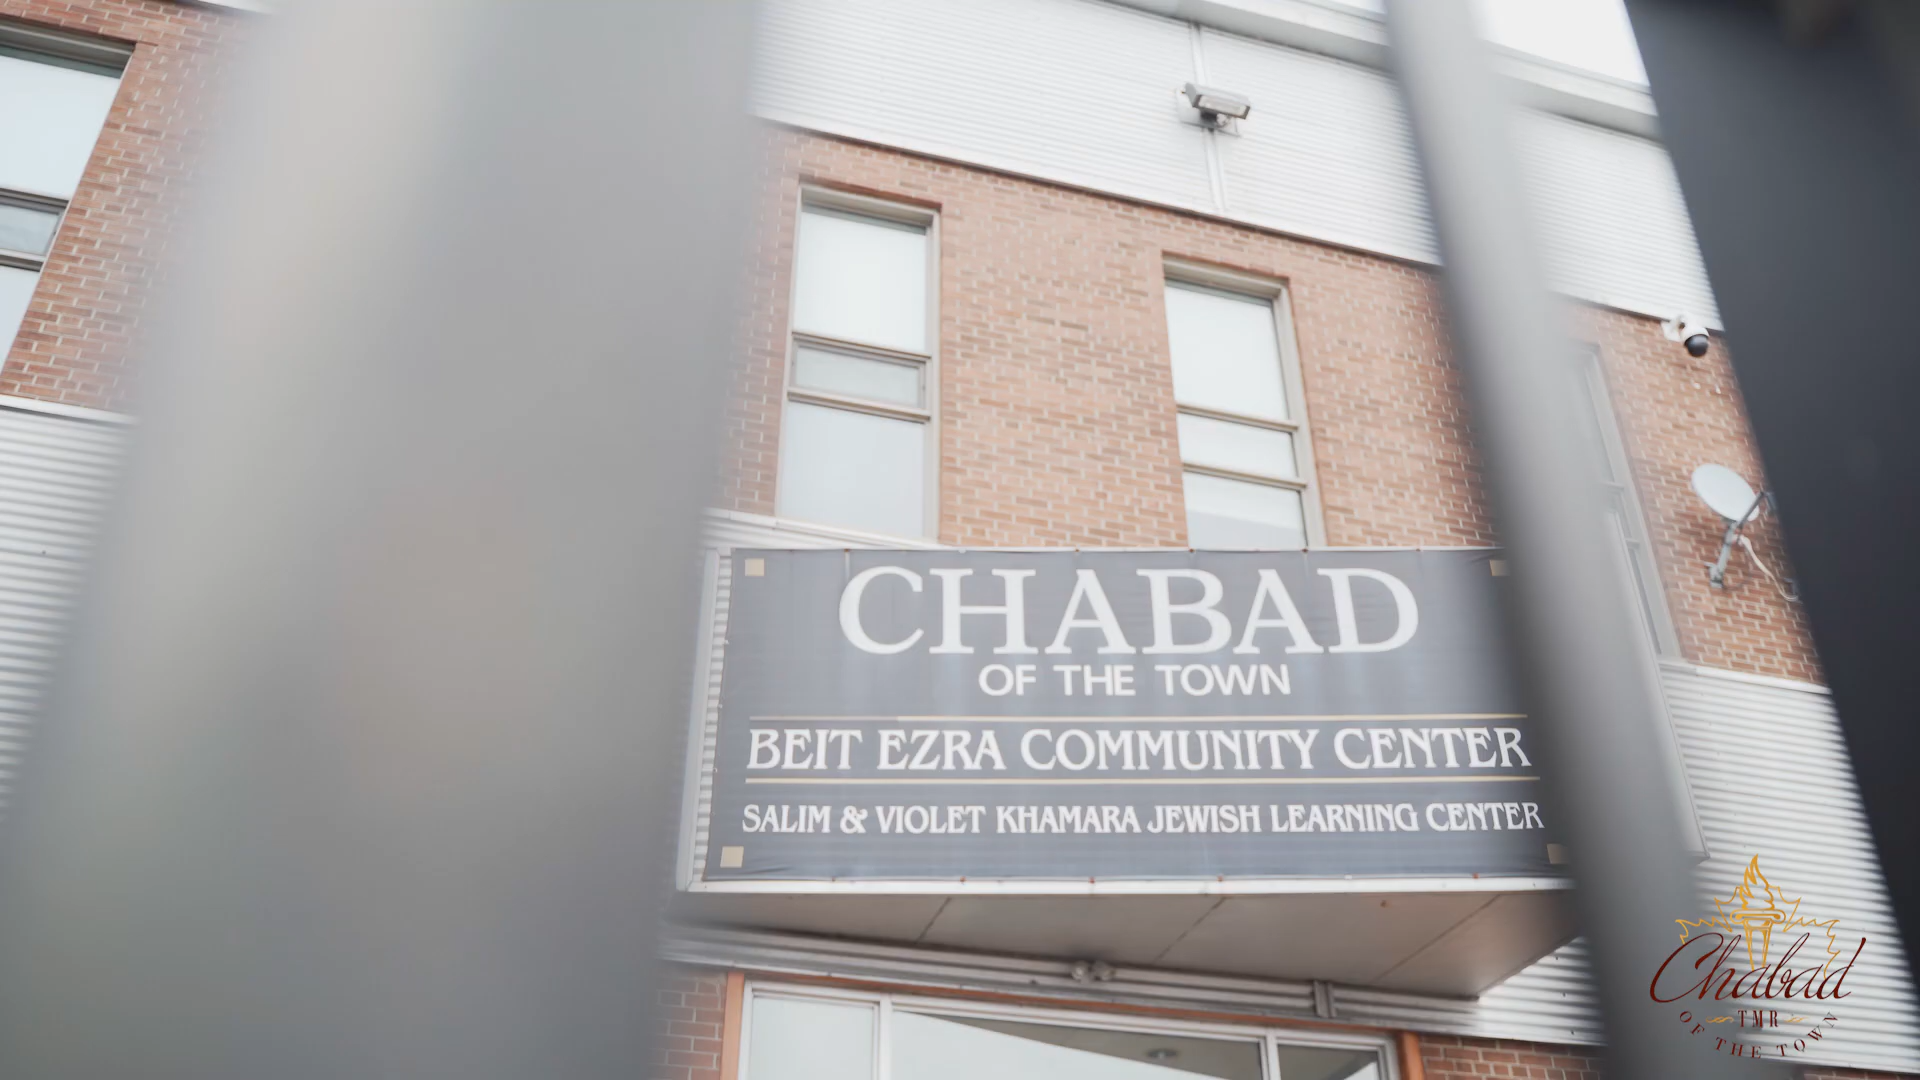 CHABAD
OF THE TOWN
BEIT EZRA COMMUNITY CENTER
SALIM & VIOLET KHAMARA JEWISH LEARNING CENTER
Chabad
TMR
OF THE TOWN